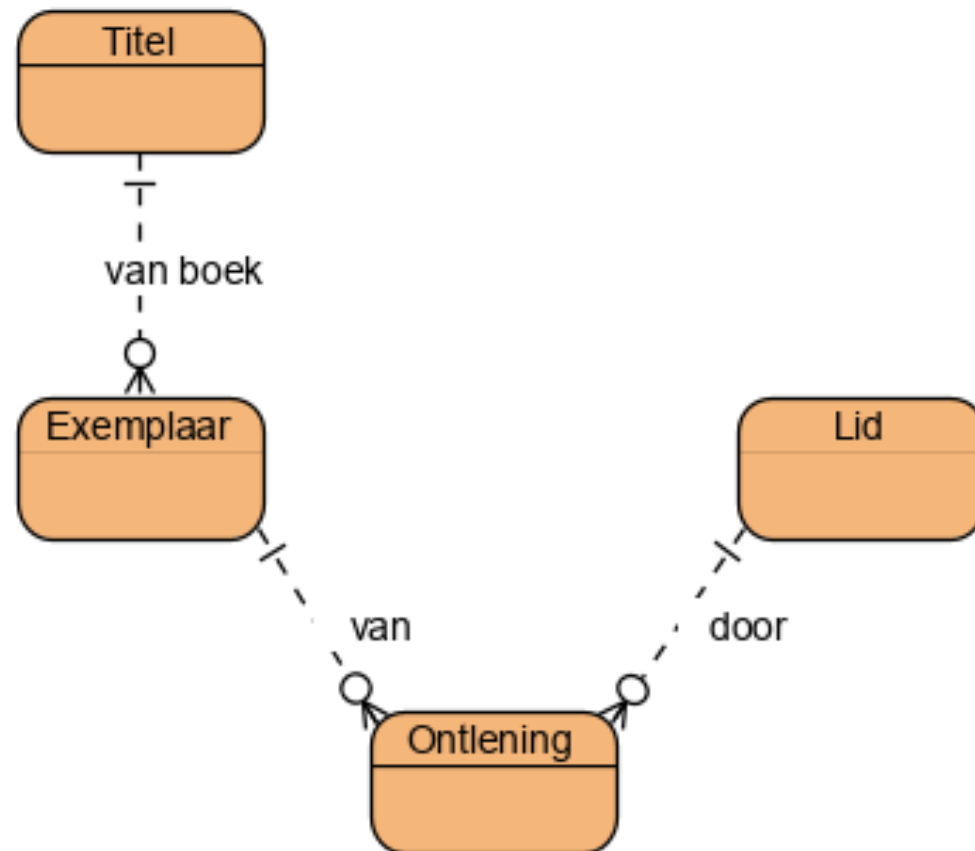 Titel
van boek
Exemplaar
Lid
van
door
Ontlening